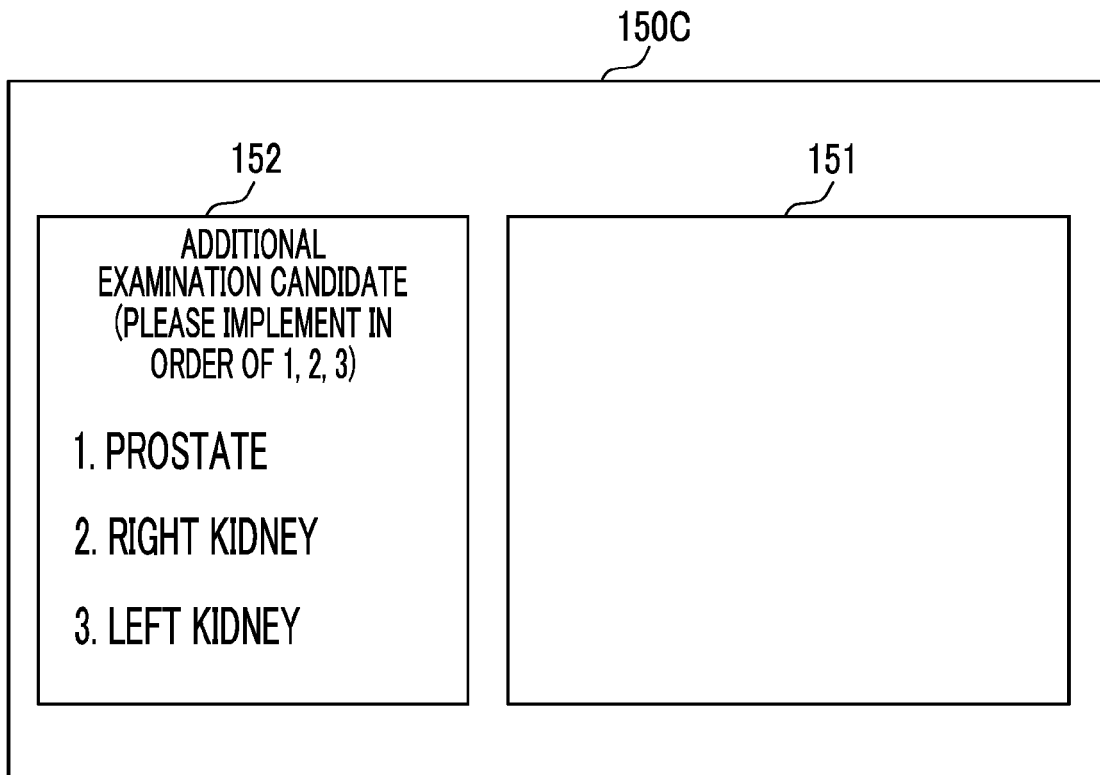 150C
152
151
ADDITIONAL
EXAMINATION CANDIDATE
(PLEASE IMPLEMENT IN
ORDER OF 1, 2, 3)
1. PROSTATE
2. RIGHT KIDNEY
3. LEFT KIDNEY